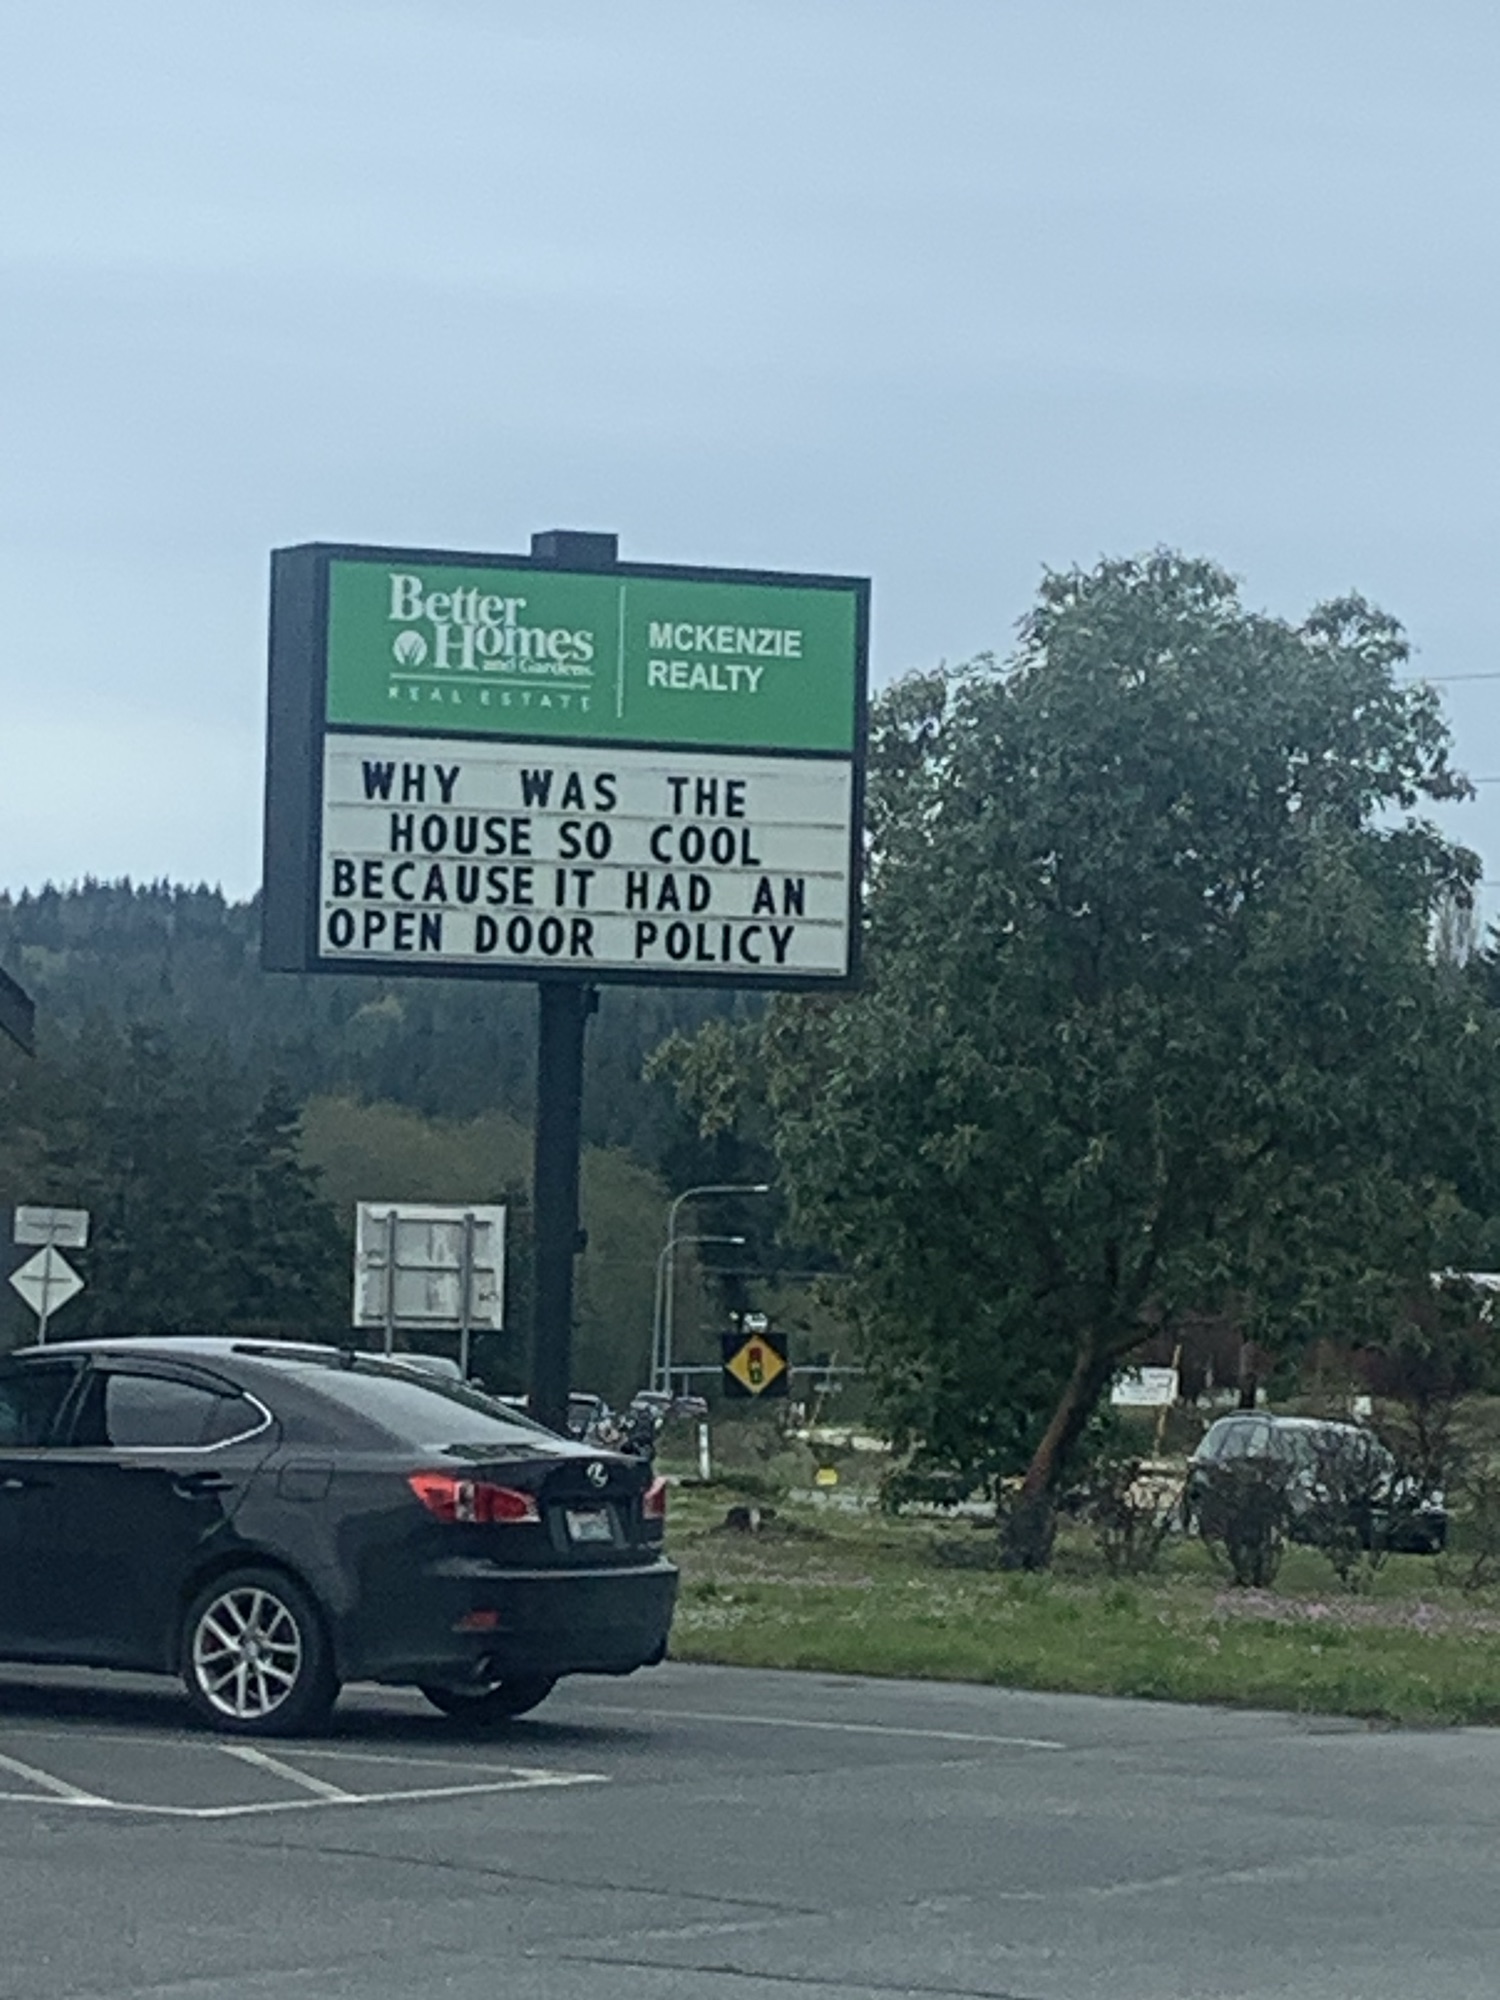 Better
Homes
and Gardens
REAL ESTATE
MCKENZIE
REALTY
WHY WAS THE
HOUSE SO COOL
BECAUSE IT HAD AN
OPEN DOOR POLICY